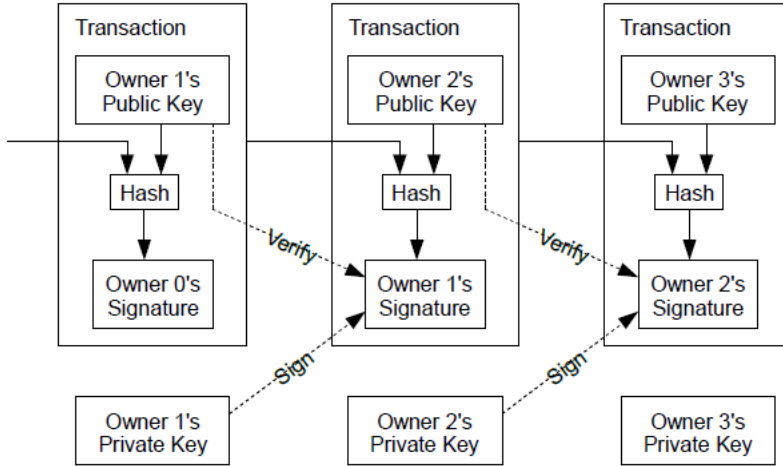 Transaction
Owner 1's
Public Key
Hash
Owner 0's
Signature
Transaction
Owner 2's
Public Key
Hash
Verify
Owner 1's
Signature
Transaction
Owner 3's
Public Key
Hash
Verify
Owner 2's
Signature
Sign
Sign
Owner 1's
Private Key
Owner 2's
Private Key
Owner 3's
Private Key